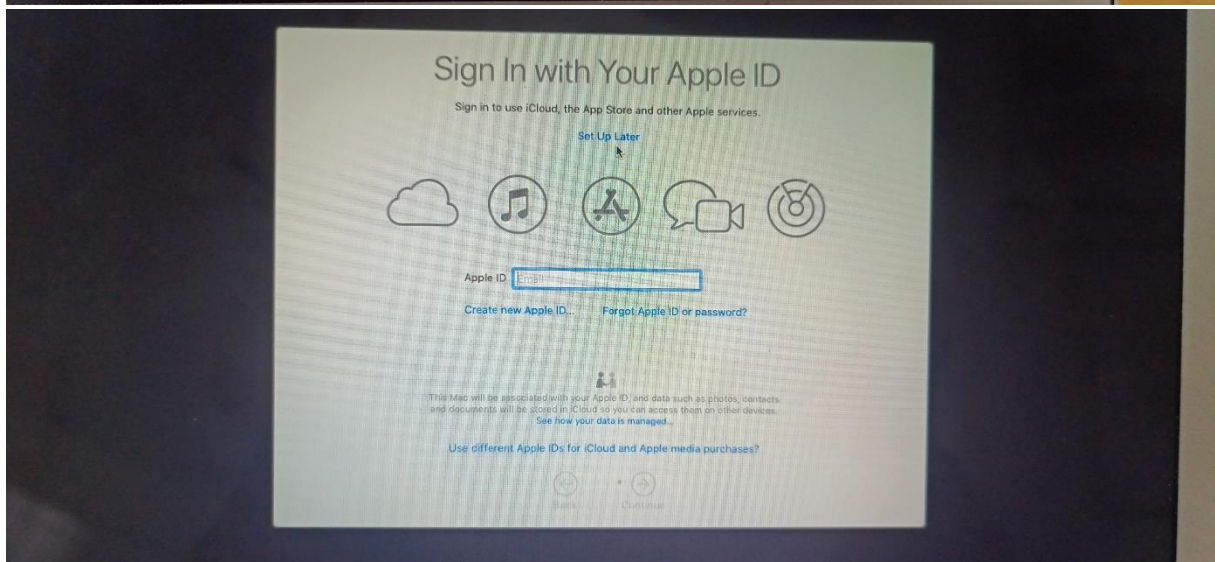 Sign In with Your Apple ID
Sign in to use iCloud, the App Store and other Apple services.
Set Up Later
Apple ID Email
Create new Apple ID... Forgot Apple ID or password?
This Mac will be associated with your Apple ID, and data such as photos, contacts
and documents will be stored in iCloud so you can access them on other devices.
See how your data is managed...
Use different Apple IDs for iCloud and Apple media purchases?
Back Continue